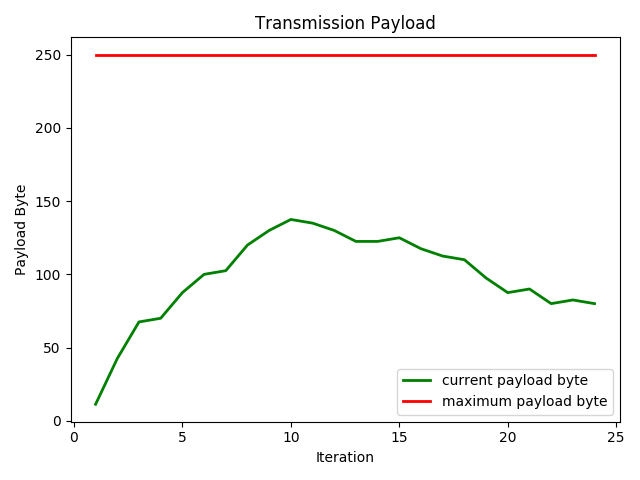 Transmission Payload
250
200
150
100
50
0
Payload Byte
0 5 10 15 20 25
Iteration
current payload byte
maximum payload byte